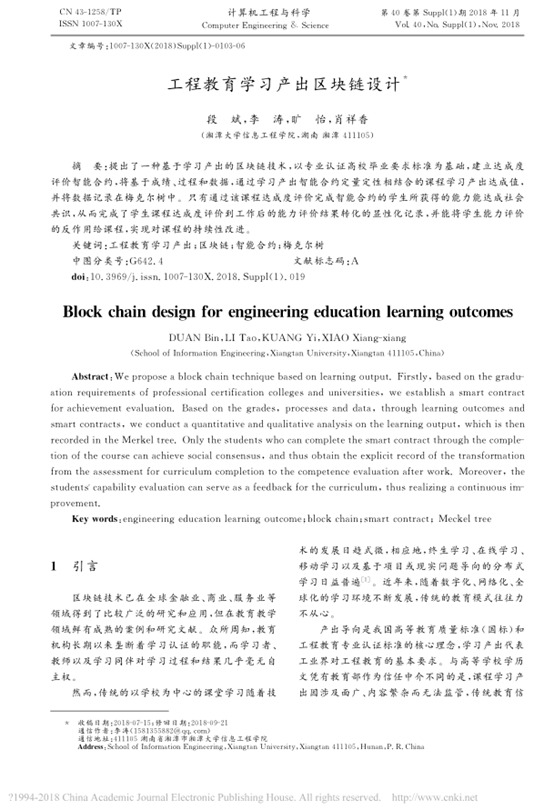 CN 43-1258/TP
ISSN 1007-130X
计算机工程与科学
Computer Engineering & Science
第 40 卷第 Suppl(1)期 2018 年 11 月
Vol. 40, No. Suppl(1), Nov. 2018
文章编号:1007-130X(2018)Suppl(1)-0103-06
工程教育学习产出区块链设计*
段 斌,李 涛,旷 怡,肖祥香
(湘潭大学信息工程学院,湖南 湘潭 411105)
摘 要:提出了一种基于学习产出的区块链技术,以专业认证高校毕业要求标准为基础,建立达成度
评价智能合约,将基于成绩、过程和数据,通过学习产出智能合约定量定性相结合的课程学习产出达成值,
并将数据记录在梅克尔树中。只有通过该课程达成度评价完成智能合约的学生所获得的能力能达成社会
共识,从而完成了学生课程达成度评价到工作后的能力评价结果转化的显性化记录,并能将学生能力评价
的反作用给课程,实现对课程的持续性改进。
关键词:工程教育学习产出;区块链;智能合约;梅克尔树
中图分类号:G642.4
文献标志码:A
doi:10.3969/j.issn.1007-130X.2018.Suppl(1).019
Block chain design for engineering education learning outcomes
DUAN Bin,LI Tao,KUANG Yi,XIAO Xiang-xiang
(School of Information Engineering,Xiangtan University,Xiangtan 411105,China)
Abstract:We propose a block chain technique based on learning output. Firstly, based on the gradu-
ation requirements of professional certification colleges and universities, we establish a smart contract
for achievement evaluation. Based on the grades, processes and data, through learning outcomes and
smart contracts, we conduct a quantitative and qualitative analysis on the learning output, which is then
recorded in the Merkel tree. Only the students who can complete the smart contract through the comple-
tion of the course can achieve social consensus, and thus obtain the explicit record of the transformation
from the assessment for curriculum completion to the competence evaluation after work. Moreover, the
students' capability evaluation can serve as a feedback for the curriculum, thus realizing a continuous im-
provement.
Key words:engineering education learning outcome;block chain;smart contract; Meckel tree
1 引言
区块链技术已在全球金融业、商业、服务业等
领域得到了比较广泛的研究和应用,但在教育教学
领域鲜有成熟的案例和研究文献。众所周知,教育
机构长期以来垄断着学习认证的职能,而学习者、
教师以及学习同伴对学习过程和结果几乎毫无自
主权。
然而,传统的以学校为中心的课堂学习随着技
术的发展日趋式微,相应地,终生学习、在线学习、
移动学习以及基于项目或现实问题导向的分布式
学习日益普遍[1]。近年来,随着数字化、网络化、全
球化的学习环境不断发展,传统的教育模式往往力
不从心。
产出导向是我国高等教育质量标准(国标)和
工程教育专业认证标准的核心理念,学习产出代表
工业界对工程教育的基本要求。与高等学校学历
文凭有教育部作为信任中介不同的是,课程学习产
出因涉及面广、内容繁杂而无法监管,传统教育信
* 收稿日期:2018-07-15;修回日期:2018-09-21
通信作者:李涛(1581355882@qq.com)
通信地址:411105 湖南省湘潭市湘潭大学信息工程学院
Address:School of Information Engineering,Xiangtan University,Xiangtan 411105,Hunan,P.R.China
?1994-2018 China Academic Journal Electronic Publishing House. All rights reserved. http://www.cnki.net